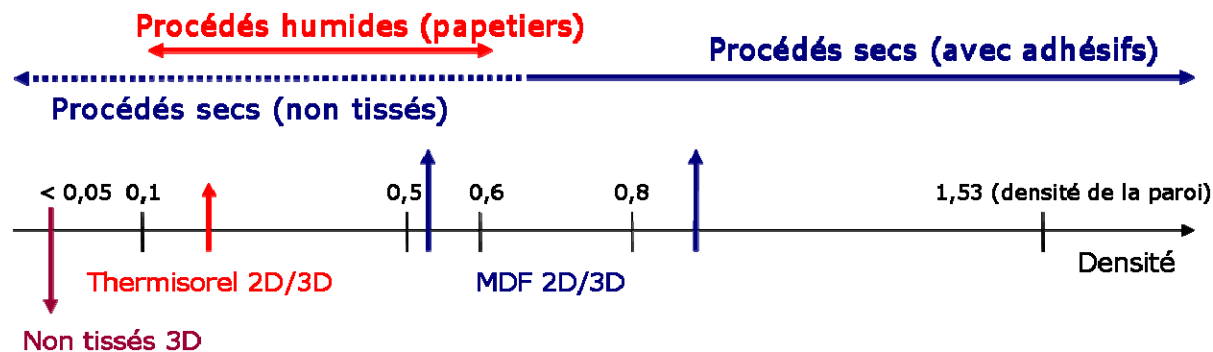 Procédés humides (papetiers)
Procédés secs (avec adhésifs)
Procédés secs (non tissés)
< 0,05 0,1 0,5 0,6 0,8 1,53 (densité de la paroi)
Densité
Thermisorel 2D/3D MDF 2D/3D
Non tissés 3D